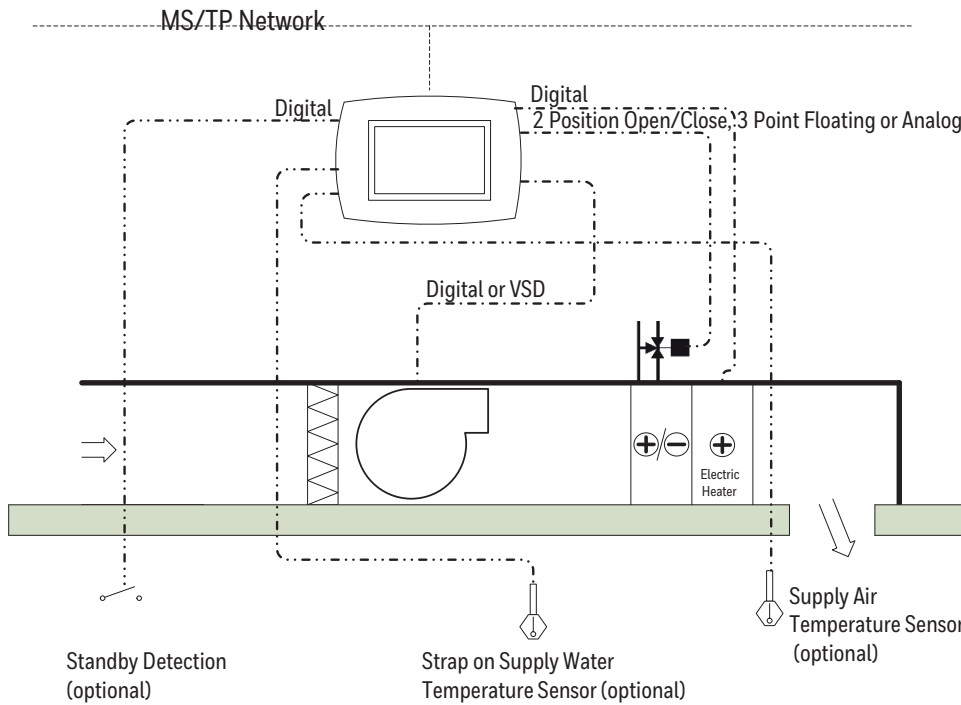 MS/TP Network
Digital
Digital
2 Position Open/Close, 3 Point Floating or Analog
Digital or VSD
Electric
Heater
Supply Air
Temperature Sensor
(optional)
Standby Detection
(optional)
Strap on Supply Water
Temperature Sensor (optional)